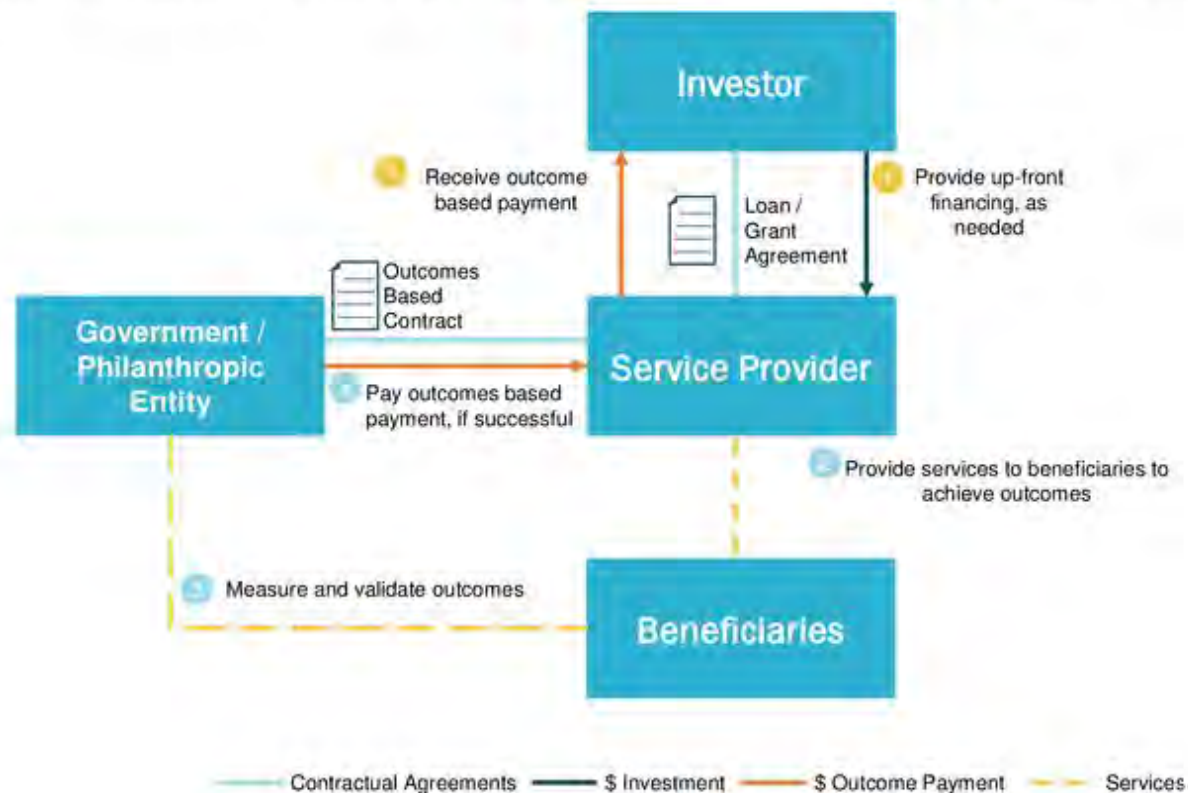 Investor
Receive outcome
based payment
Loan /
Grant
Agreement
1
Provide up-front
financing, as
needed
Outcomes
Based
Contract
Government /
Philanthropic
Entity
Service Provider
Pay outcomes based
payment, if successful
Provide services to beneficiaries to
achieve outcomes
Measure and validate outcomes
Beneficiaries
Contractual Agreements
$ Investment
$ Outcome Payment
Services